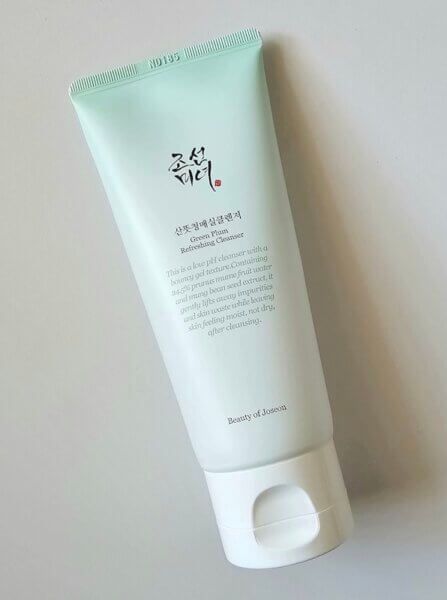 ND185
조선
미녀
산뜻청매실클렌저
Green Plum
Refreshing Cleanser
This is a low pH cleanser with a
bouncy gel texture.Containing
24.5% prunus mume fruit water
and mung bean seed extract, it
gently lifts away impurities
and skin waste while leaving
skin feeling moist, not dry,
after cleansing.
Beauty of Joseon